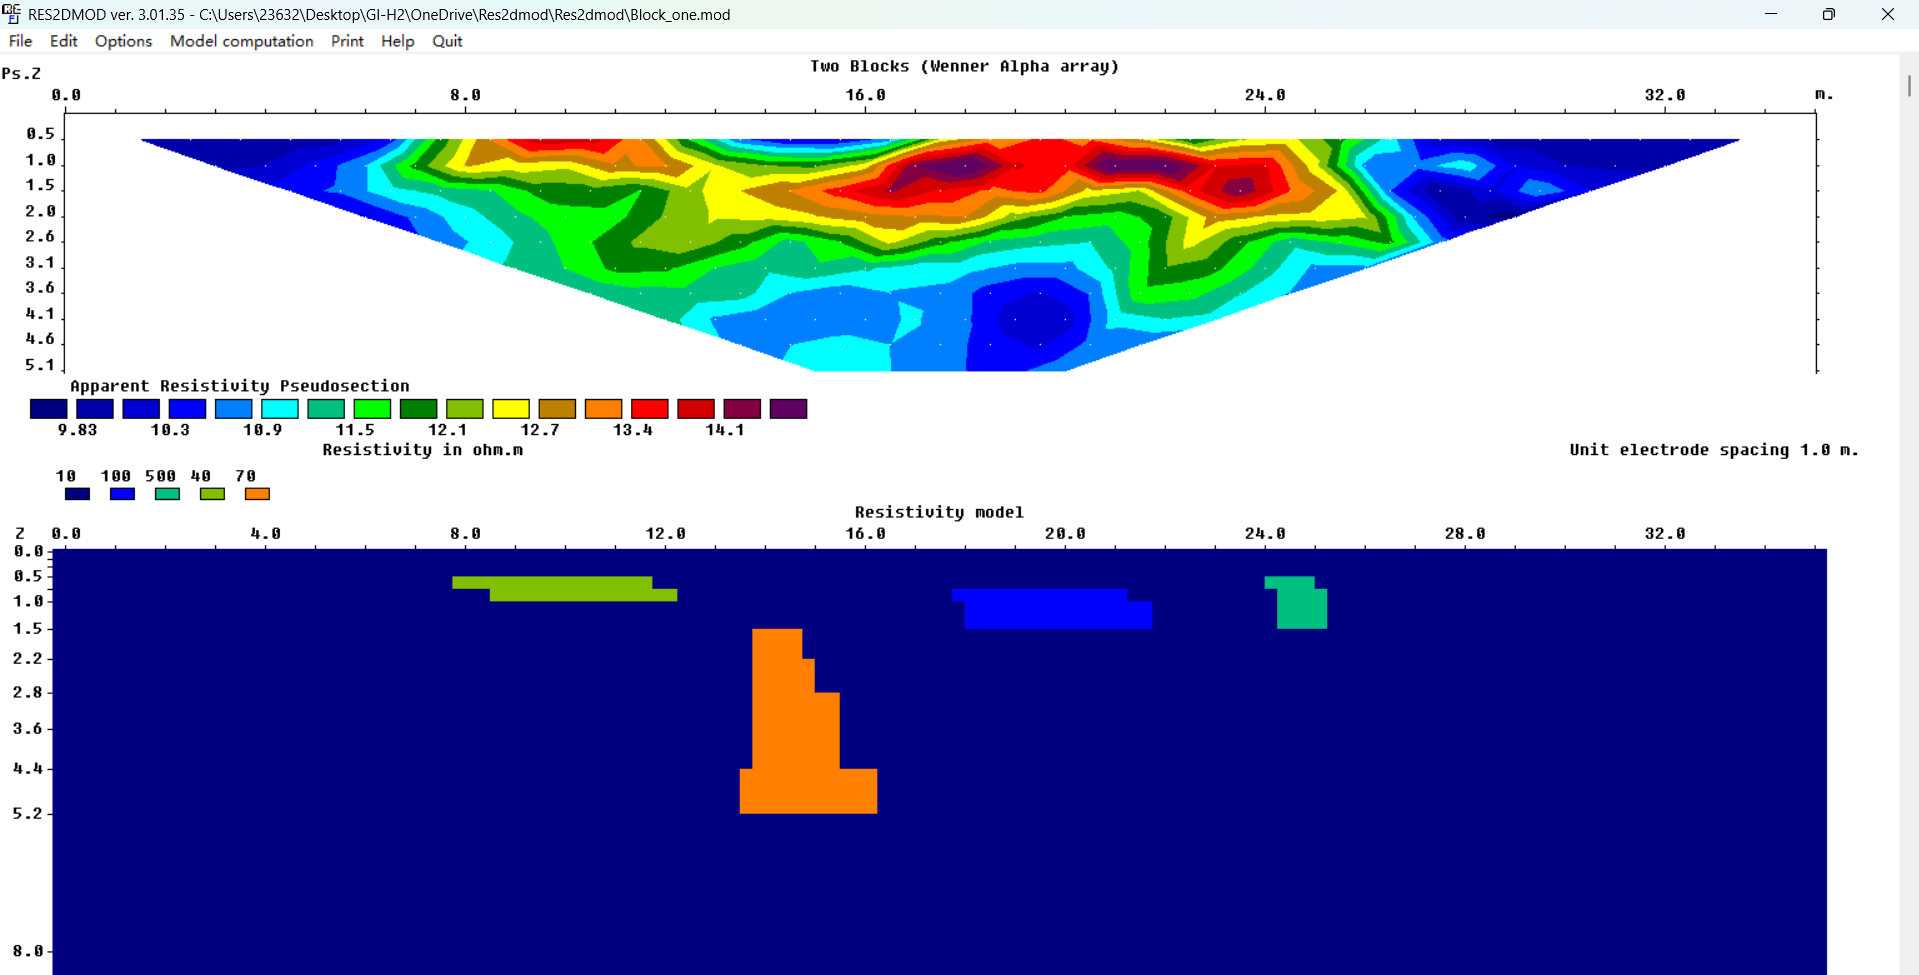 RES2DMOD ver. 3.01.35 - C:\Users\23632\Desktop\GI-H2\OneDrive\Res2dmod\Res2dmod\Block_one.mod
File Edit Options Model computation Print Help Quit
Two Blocks (Wenner Alpha array)
Ps.Z
0.0 8.0 16.0 24.0 32.0 m.
0.5
1.0
1.5
2.0
2.6
3.1
3.6
4.1
4.6
5.1
Apparent Resistivity Pseudosection
9.83 10.3 10.9 11.5 12.1 12.7 13.4 14.1
Resistivity in ohm.m Unit electrode spacing 1.0 m.
10 100 500 40 70
Resistivity model
Z 0.0 4.0 8.0 12.0 16.0 20.0 24.0 28.0 32.0
0.0
0.5
1.0
1.5
2.2
2.8
3.6
4.4
5.2
8.0